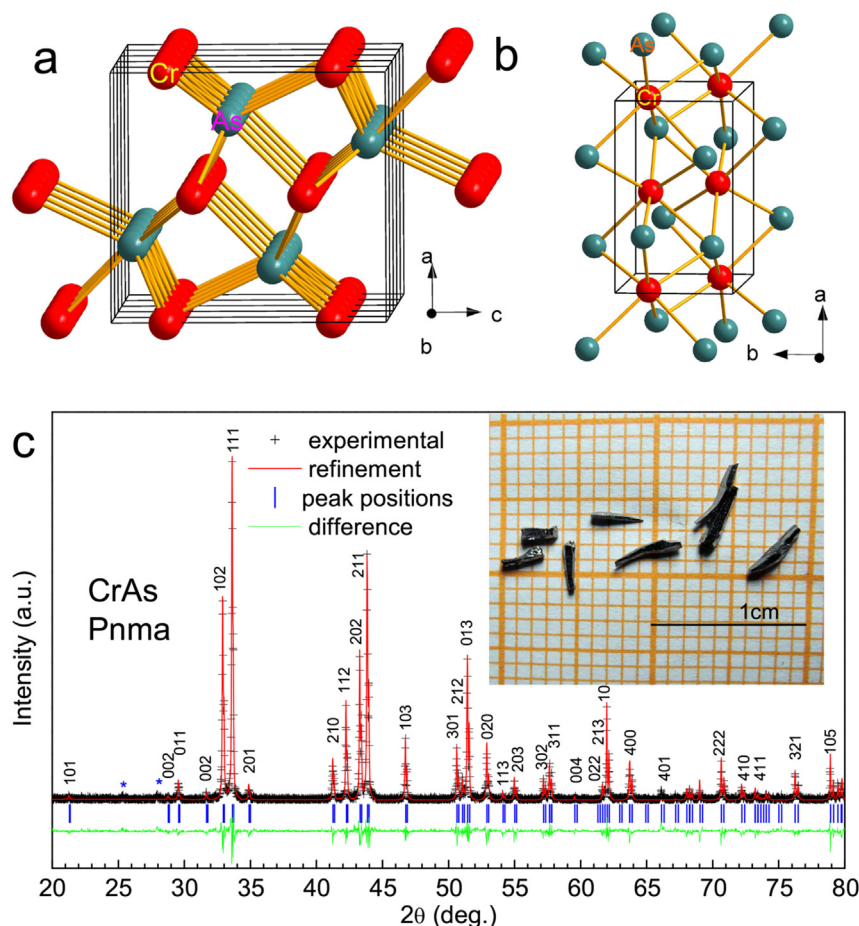 a
Cr
As
a
c
b
b
As
Cr
a
b
c
experimental
refinement
peak positions
difference
CrAs
Pnma
1cm
Intensity (a.u.)
101
*
*
002
011
002
102
111
201
210
112
202
211
103
301
212
013
020
113
203
302
311
004
022
213
10
400
401
222
410
411
321
105
20 25 30 35 40 45 50 55 60 65 70 75 80
2θ (deg.)